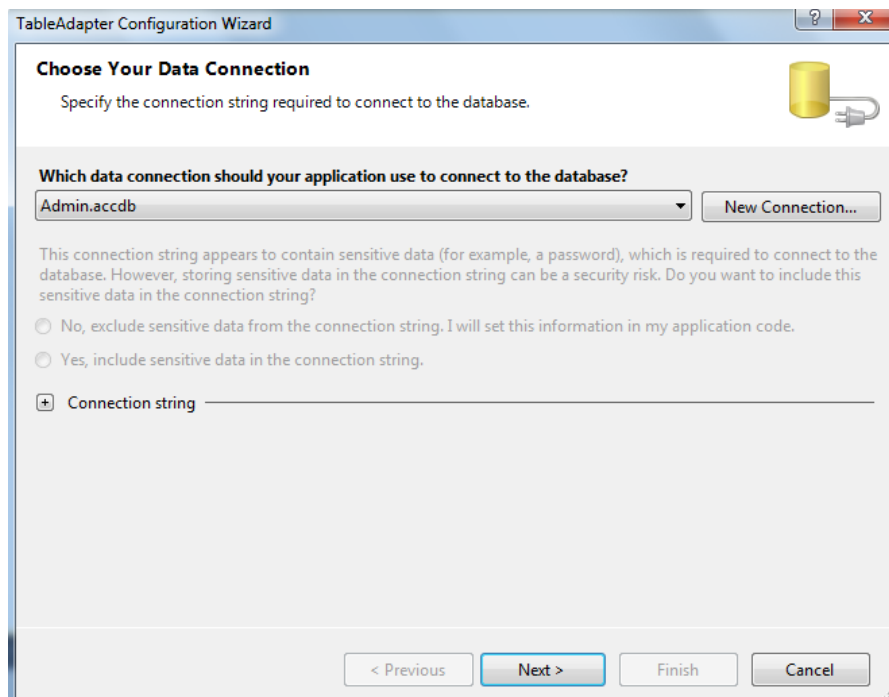 TableAdapter Configuration Wizard
?
X
Choose Your Data Connection
Specify the connection string required to connect to the database.
Which data connection should your application use to connect to the database?
Admin.accdb
New Connection...
This connection string appears to contain sensitive data (for example, a password), which is required to connect to the
database. However, storing sensitive data in the connection string can be a security risk. Do you want to include this
sensitive data in the connection string?
No, exclude sensitive data from the connection string. I will set this information in my application code.
Yes, include sensitive data in the connection string.
+ Connection string
< Previous
Next >
Finish
Cancel